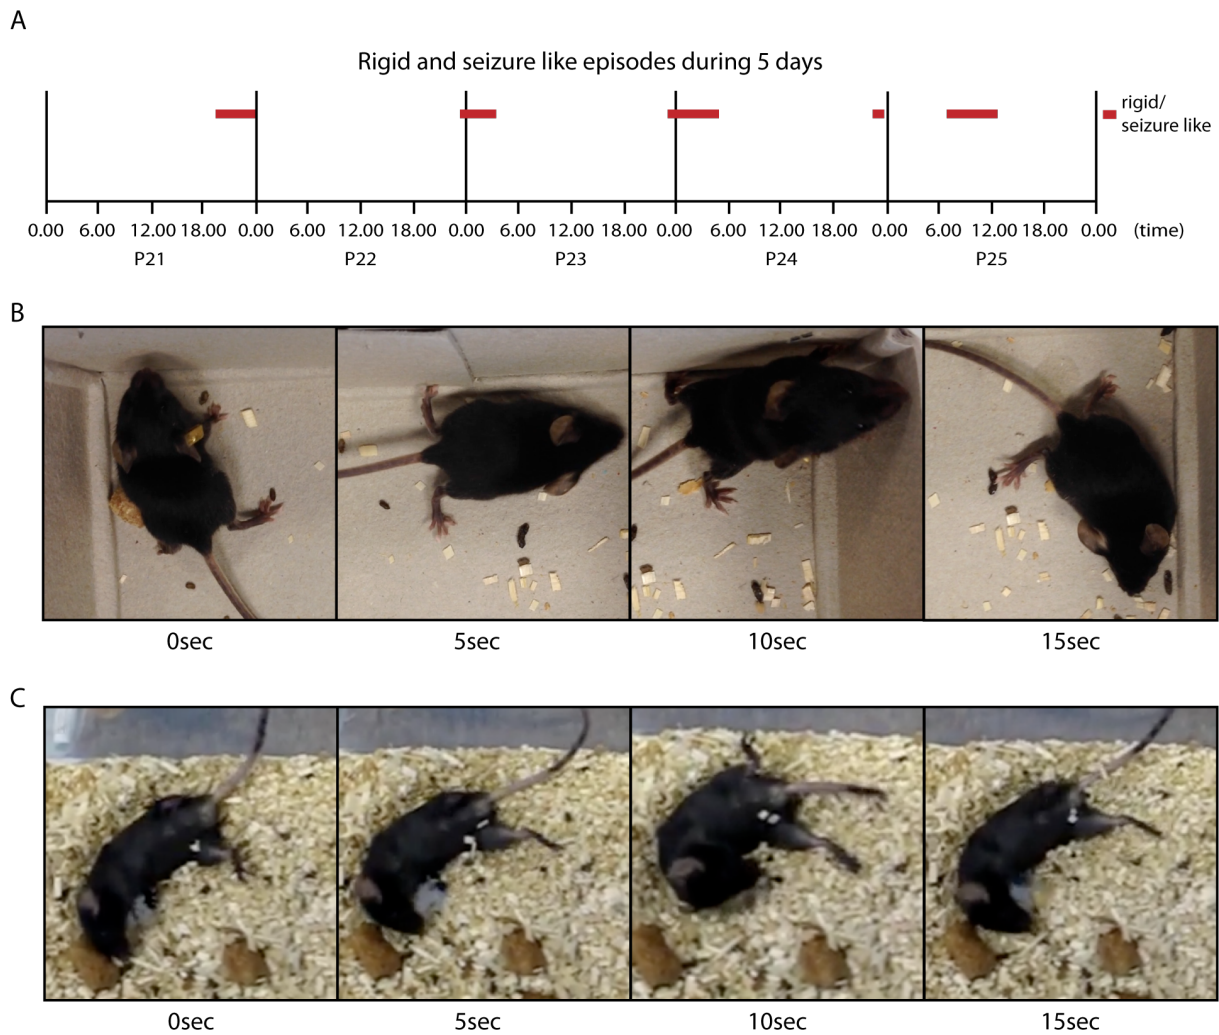 A
Rigid and seizure like episodes during 5 days
rigid/
seizure like
0.00 6.00 12.00 18.00 0.00 6.00 12.00 18.00 0.00 6.00 12.00 18.00 0.00 6.00 12.00 18.00 0.00 6.00 12.00 18.00 0.00 (time)
P21 P22 P23 P24 P25
B
0sec 5sec 10sec 15sec
C
0sec 5sec 10sec 15sec